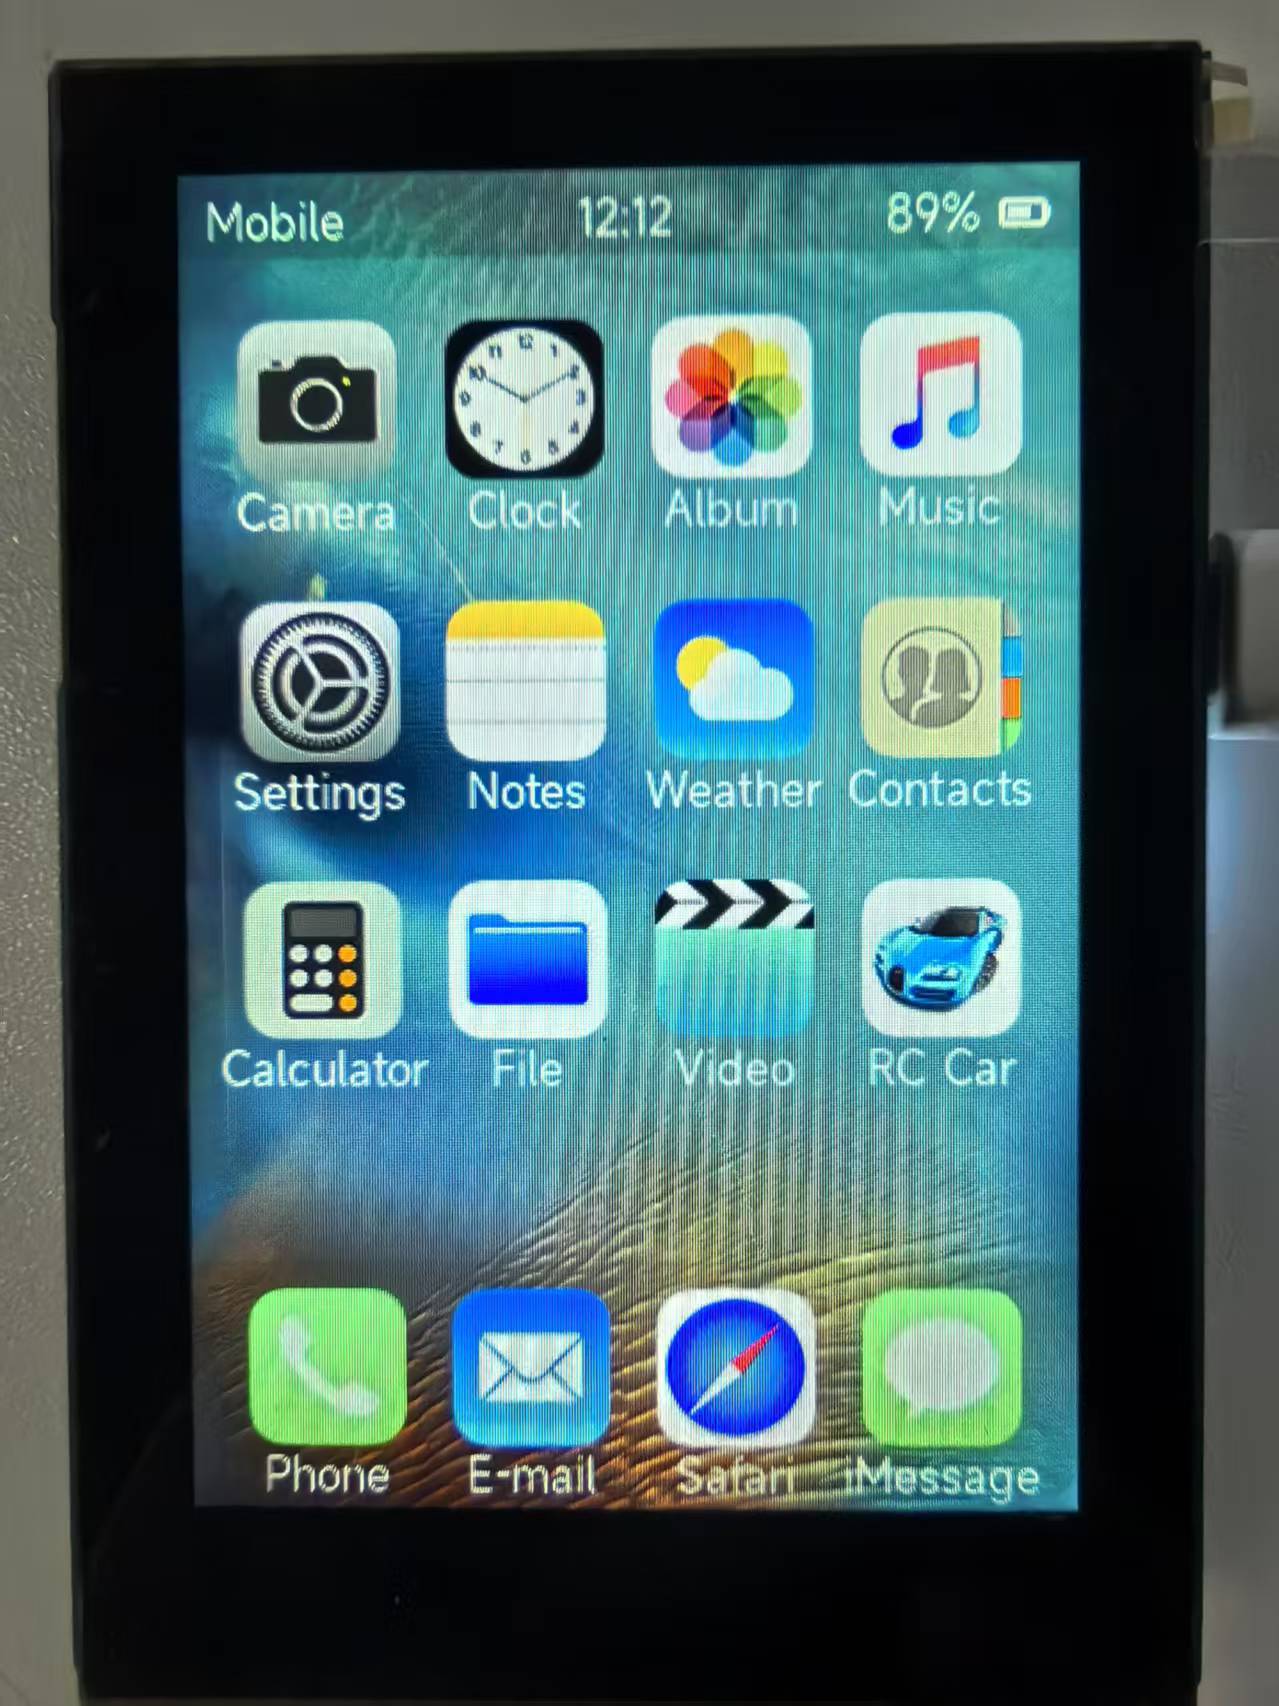 Mobile 12:12 89%
Camera Clock Album Music
Settings Notes Weather Contacts
Calculator File Video RC Car
Phone E-mail Safari iMessage